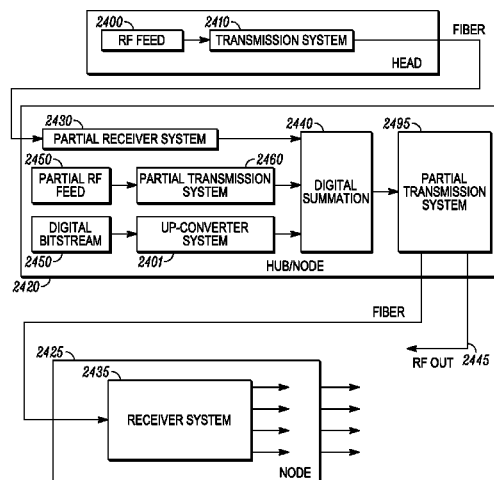 2400
2410
RF FEED
TRANSMISSION SYSTEM
FIBER
HEAD
2430
2440
2495
PARTIAL RECEIVER SYSTEM
2450
2460
PARTIAL RF
FEED
PARTIAL TRANSMISSION
SYSTEM
DIGITAL
SUMMATION
PARTIAL
TRANSMISSION
SYSTEM
DIGITAL
BITSTREAM
UP-CONVERTER
SYSTEM
2450
2401
HUB/NODE
2420
FIBER
2425
2435
RF OUT
2445
RECEIVER SYSTEM
NODE